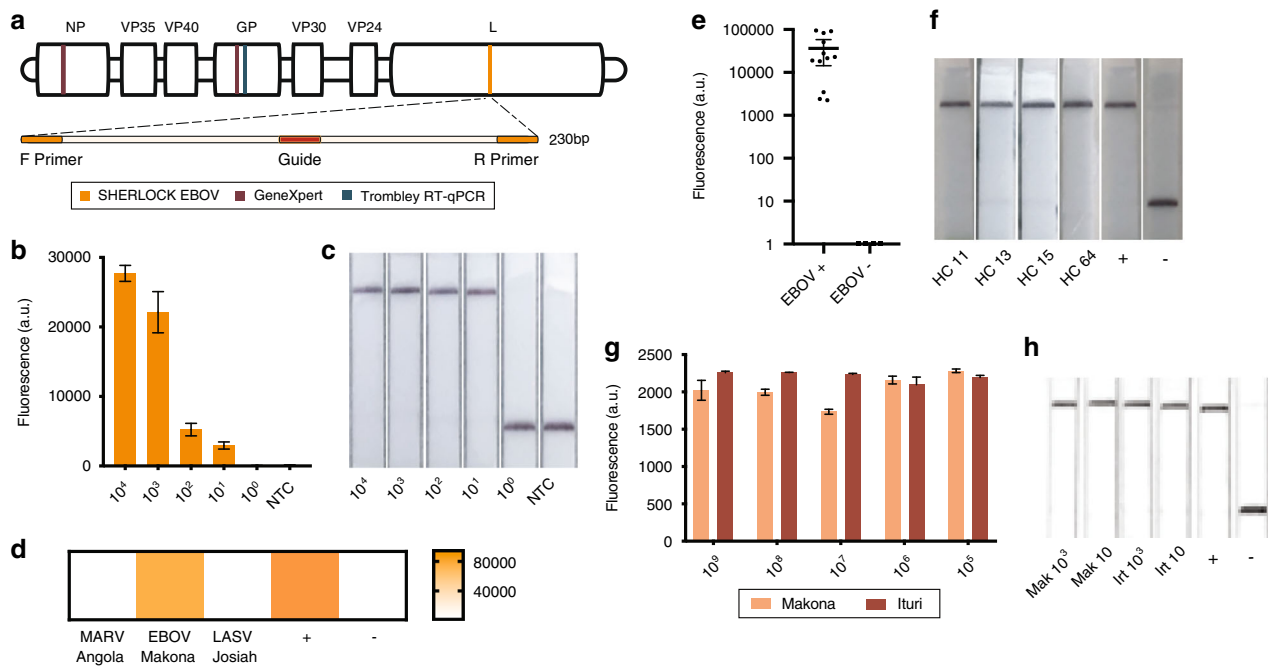 a
NP VP35 VP40 GP VP30 VP24 L
230bp
F Primer Guide R Primer
SHERLOCK EBOV GeneXpert Trombley RT-qPCR
b
Fluorescence (a.u.)
30000
20000
10000
0
10⁴ 10³ 10² 10¹ 10⁰ NTC
c
10⁴ 10³ 10² 10¹ 10⁰ NTC
d
80000
40000
MARV Angola
EBOV Makona
LASV Josiah
+
-
e
Fluorescence (a.u.)
100000
10000
1000
100
10
1
EBOV + EBOV -
f
HC 11 HC 13 HC 15 HC 64 + -
g
Fluorescence (a.u.)
2500
2000
1500
1000
500
0
10⁹ 10⁸ 10⁷ 10⁶ 10⁵
Makona Ituri
h
Mak 10³ Mak 10 Irt 10³ Irt 10 + -